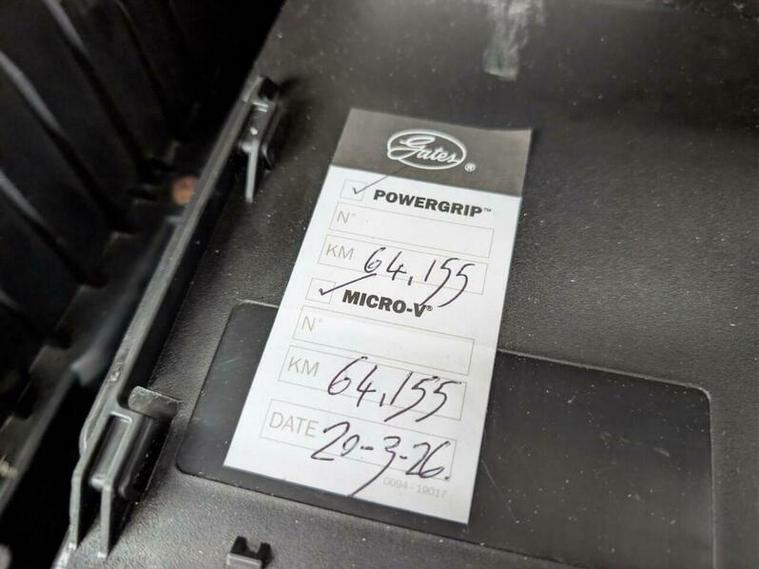 Gates®
POWERGRIP™
N°
KM 64,155
MICRO-V®
N°
KM 64,155
DATE 20-3-26.
0094 - 19017